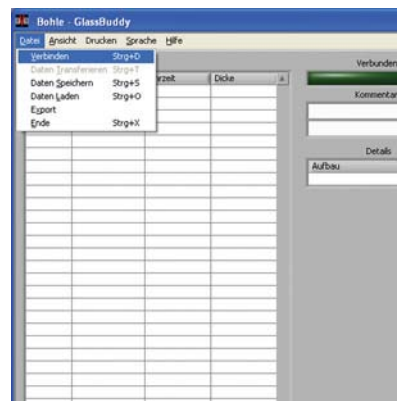 Bohle - GlassBuddy
Datei Ansicht Drucken Sprache Hilfe
Verbinden Strg+D
Daten Transferieren Strg+T
Daten Speichern Strg+S
Daten Laden Strg+O
Export
Ende Strg+X
rzeit Dicke
Verbunden
Kommentar
Details
Aufbau